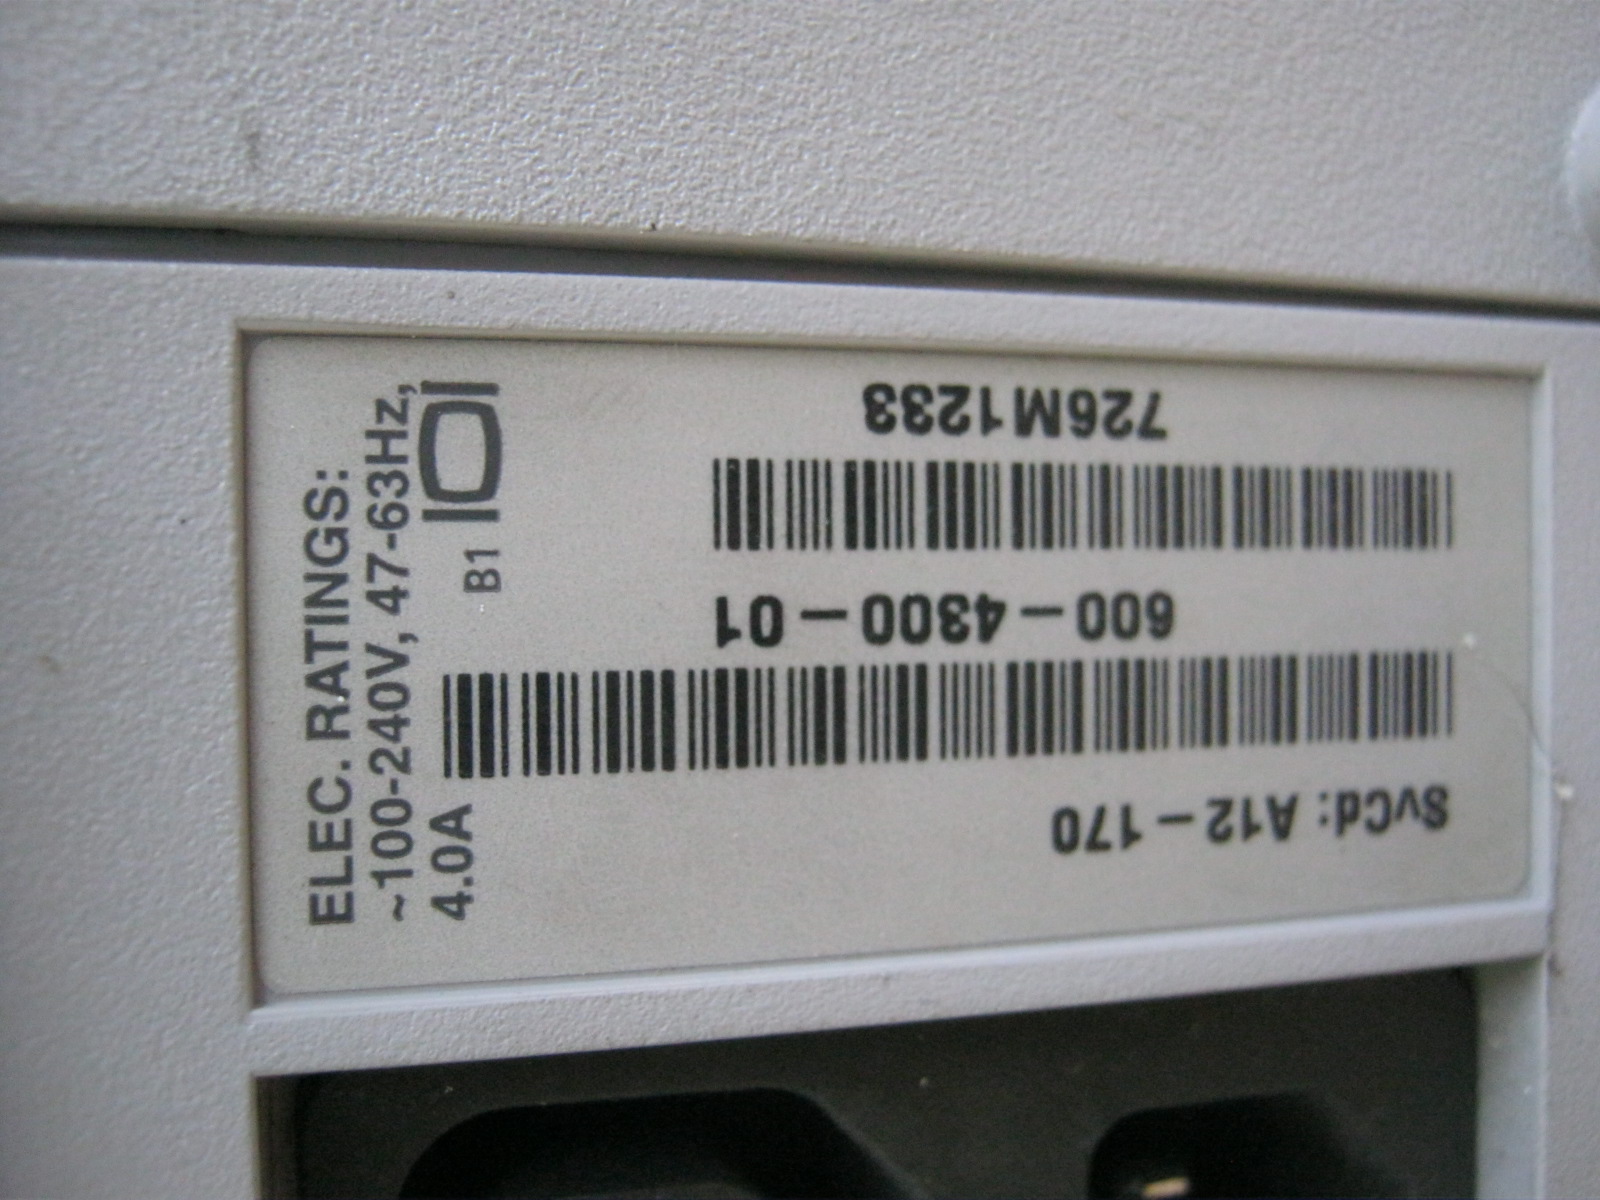 ELEC. RATINGS:
~100-240V, 47-63Hz,
4.0A
B1
SvCd: A12-170
600-4300-01
726M1233